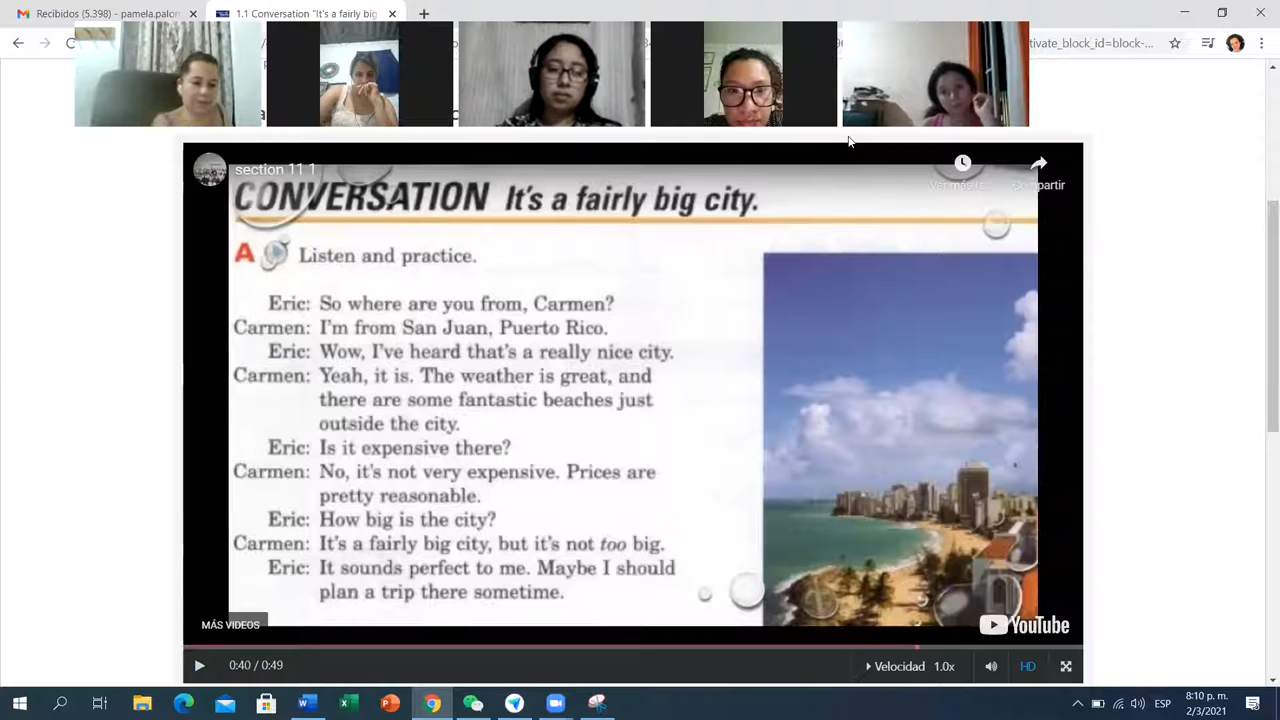 Recibidos (5.398) - pamela.palo
1.1 Conversation "It's a fairly big
ctivate_block_id=block-...
section 11 1
Compartir
CONVERSATION It's a fairly big city.
A Listen and practice.
Eric: So where are you from, Carmen?
Carmen: I'm from San Juan, Puerto Rico.
Eric: Wow, I've heard that's a really nice city.
Carmen: Yeah, it is. The weather is great, and
there are some fantastic beaches just
outside the city.
Eric: Is it expensive there?
Carmen: No, it's not very expensive. Prices are
pretty reasonable.
Eric: How big is the city?
Carmen: It's a fairly big city, but it's not too big.
Eric: It sounds perfect to me. Maybe I should
plan a trip there sometime.
MÁS VIDEOS
YouTube
0:40 / 0:49
Velocidad 1.0x
HD
ESP
8:10 p. m.
2/3/2021